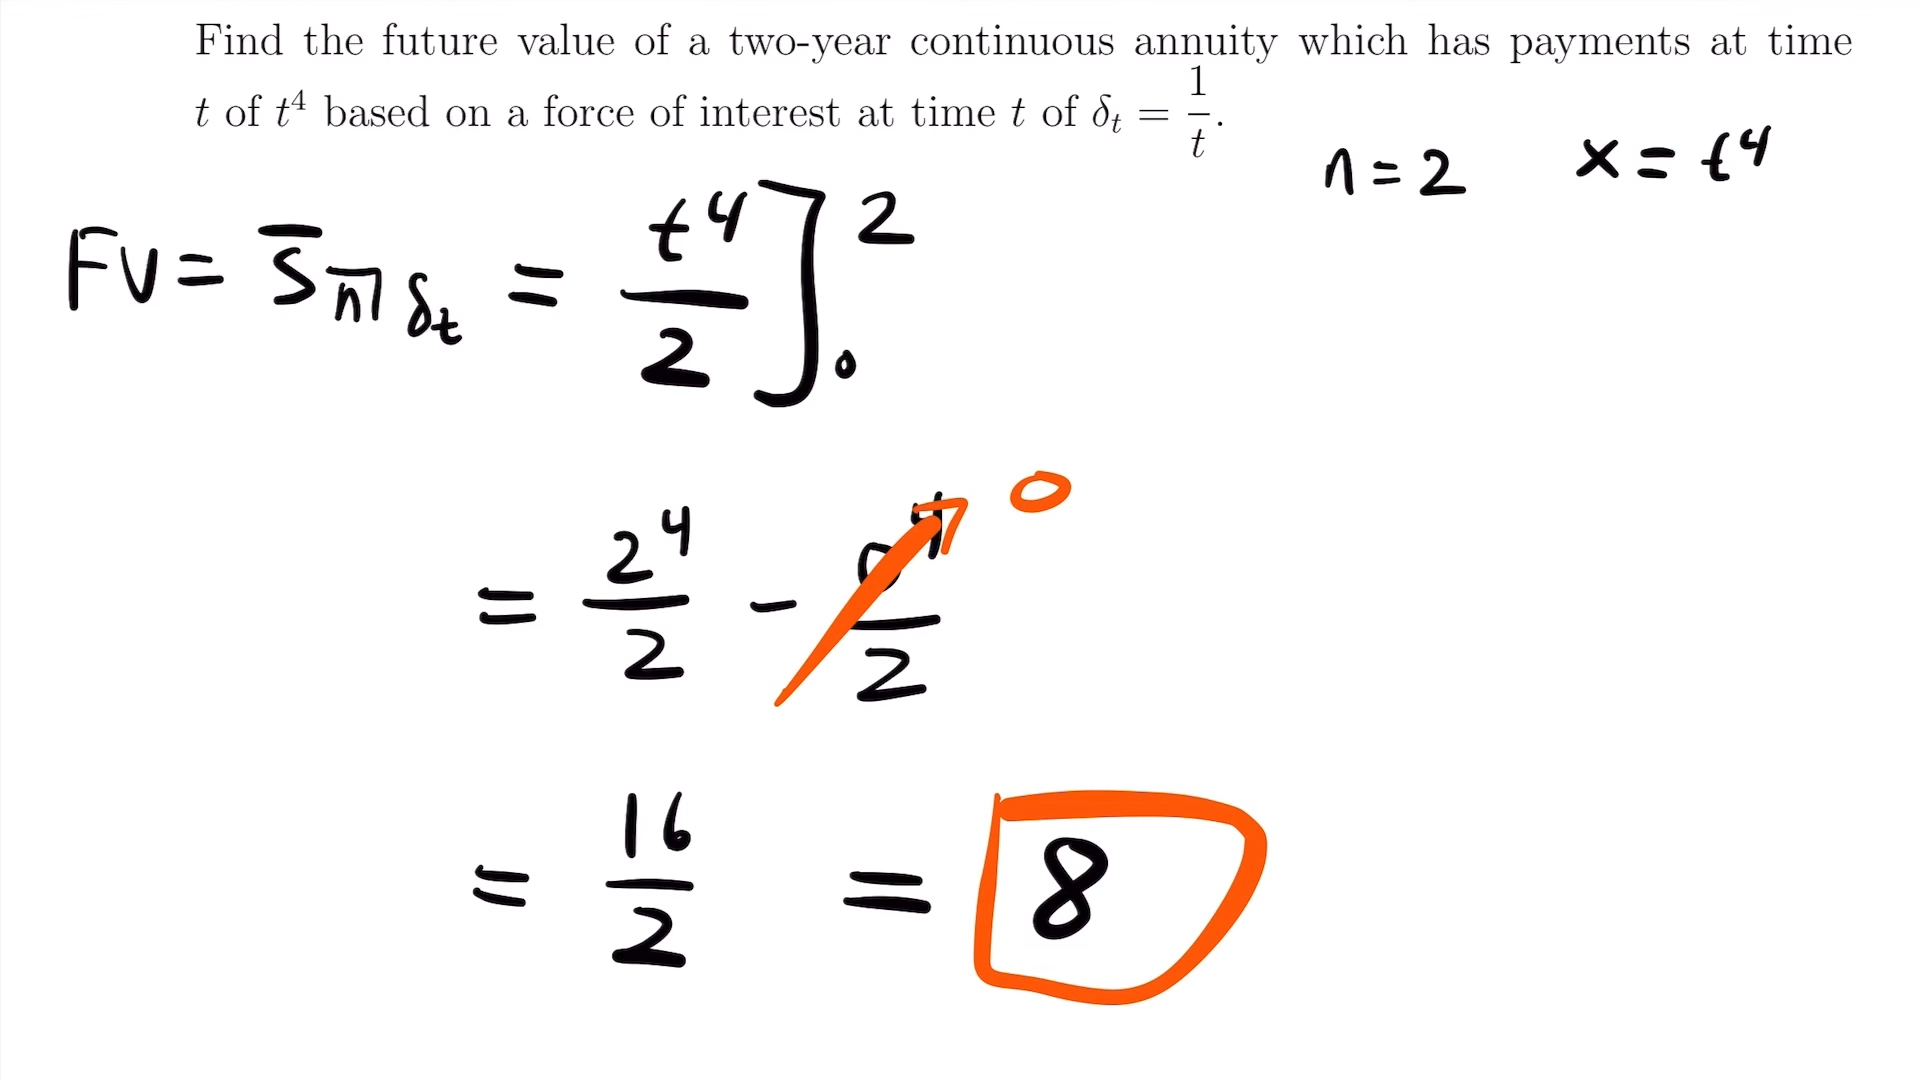 Find the future value of a two-year continuous annuity which has payments at time
t of t⁴ based on a force of interest at time t of δₜ = 1/t.
n = 2 x = t⁴
FV = s̄ n̅| δₜ = t⁴/2 ]₀²
= 2⁴/2 - 0⁴/2 0
= 16/2 = 8